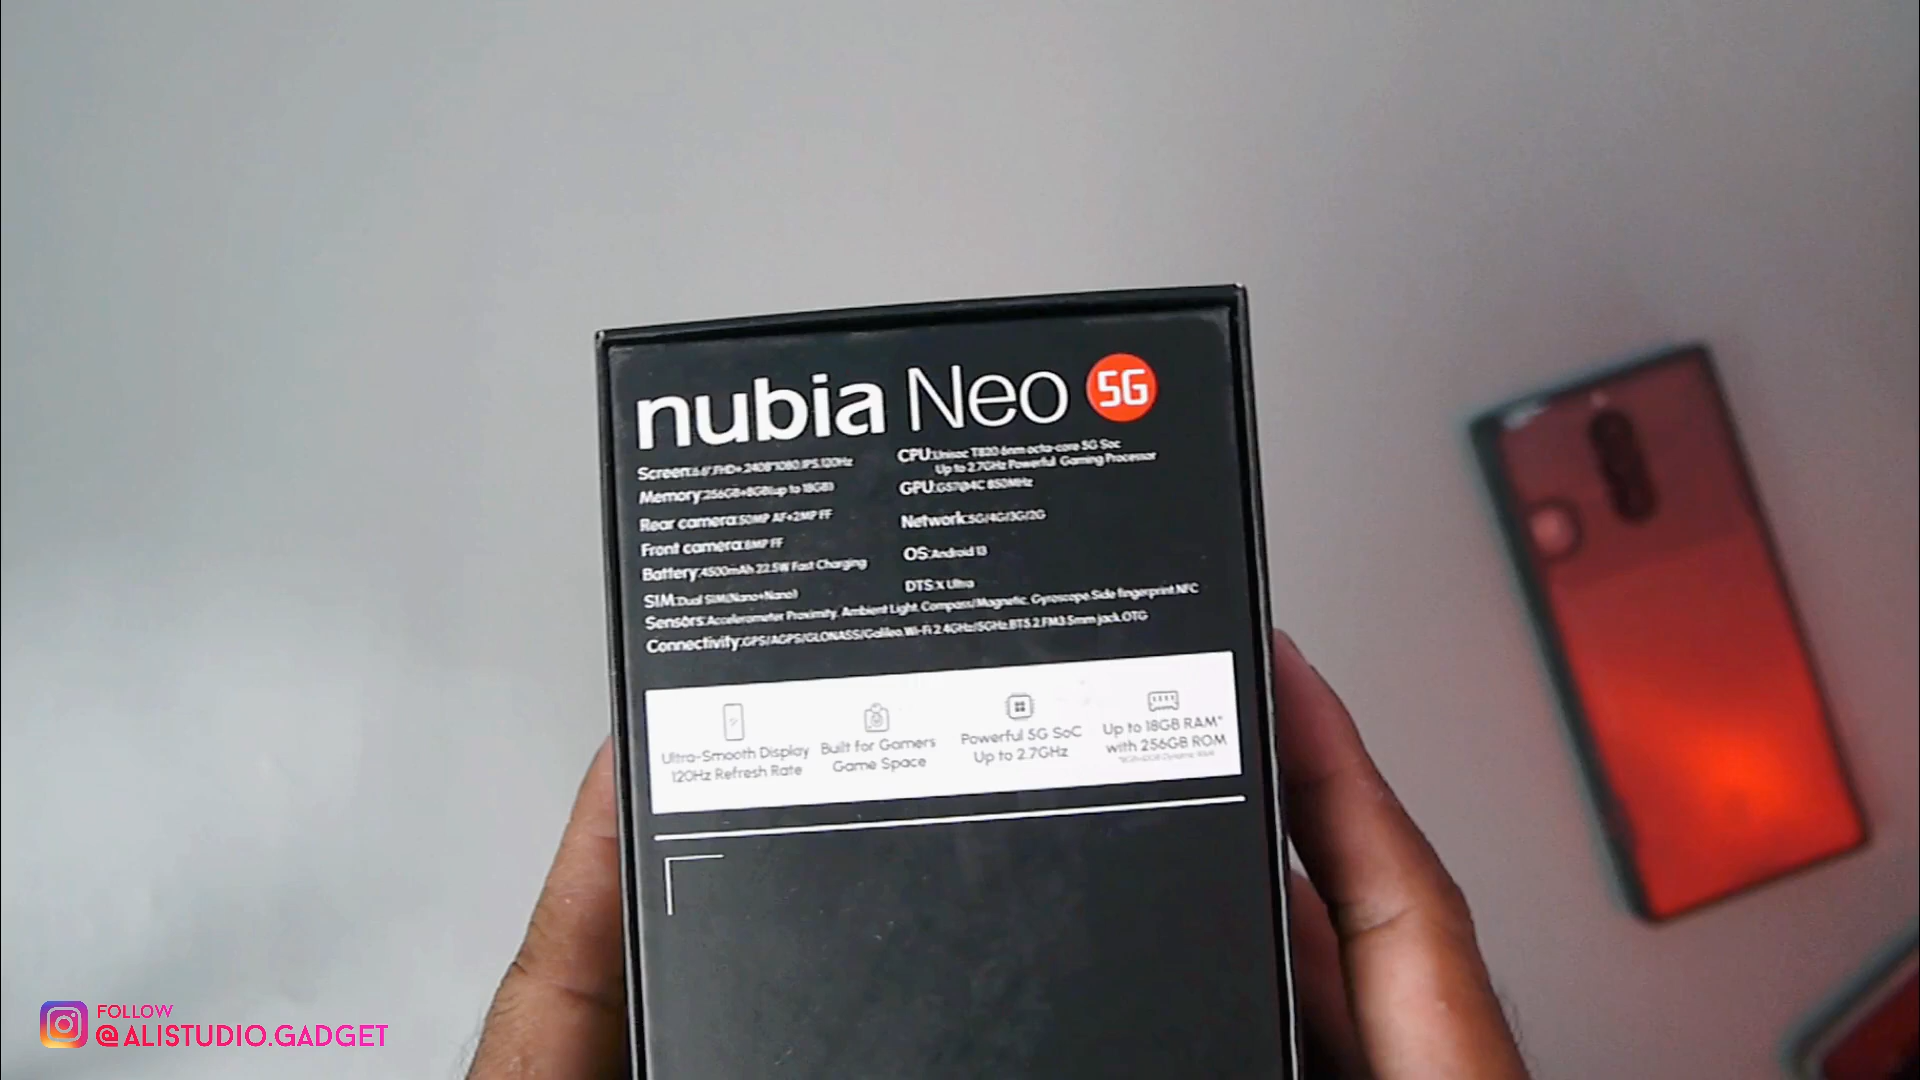 nubia Neo 5G
Screen:6.6",FHD+,2408*1080,IPS,120Hz
Memory:256GB+8GB(up to 18GB)
Rear camera:50MP AF+2MP FF
Front camera:8MP FF
Battery:4500mAh 22.5W Fast Charging
SIM:Dual SIM(Nano+Nano)
CPU:Unisoc T820 6nm octa-core 5G Soc
Up to 2.7GHz Powerful Gaming Processor
GPU:G57@4C 850MHz
Network:5G/4G/3G/2G
OS:Android 13
DTS:X Ultra
Sensors:Accelerometer Proximity, Ambient Light, Compass/Magnetic, Gyroscope,Side fingerprint,NFC
Connectivity:GPS/AGPS/GLONASS/Galileo,Wi-Fi 2.4GHz/5GHz,BT5.2,FM3.5mm jack,OTG
Ultra-Smooth Display
120Hz Refresh Rate
Built for Gamers
Game Space
Powerful 5G SoC
Up to 2.7GHz
Up to 18GB RAM*
with 256GB ROM
FOLLOW
@ALISTUDIO.GADGET